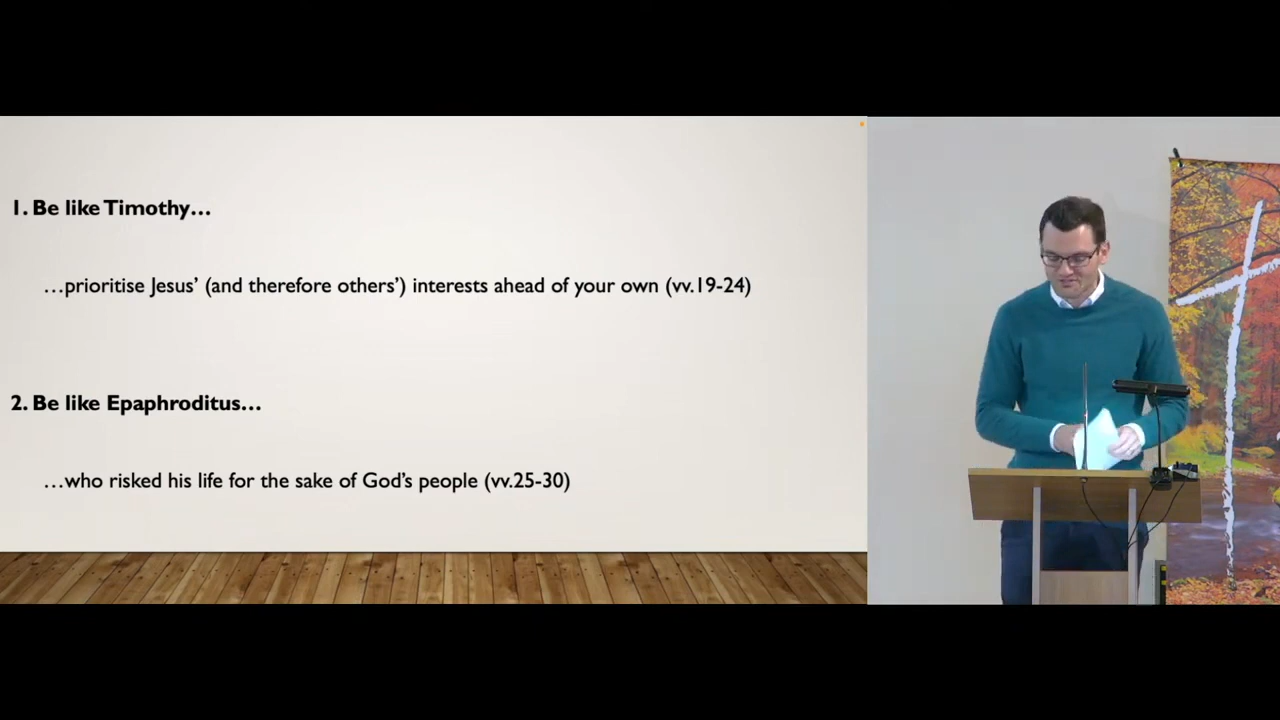 1. Be like Timothy…
…prioritise Jesus’ (and therefore others’) interests ahead of your own (vv.19-24)
2. Be like Epaphroditus…
…who risked his life for the sake of God’s people (vv.25-30)